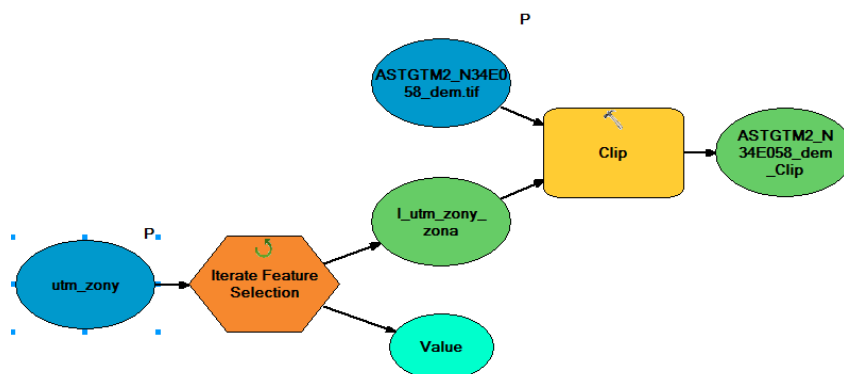 P
ASTGTM2_N34E0
58_dem.tif
Clip
ASTGTM2_N
34E058_dem
_Clip
I_utm_zony_
zona
P
utm_zony
Iterate Feature
Selection
Value